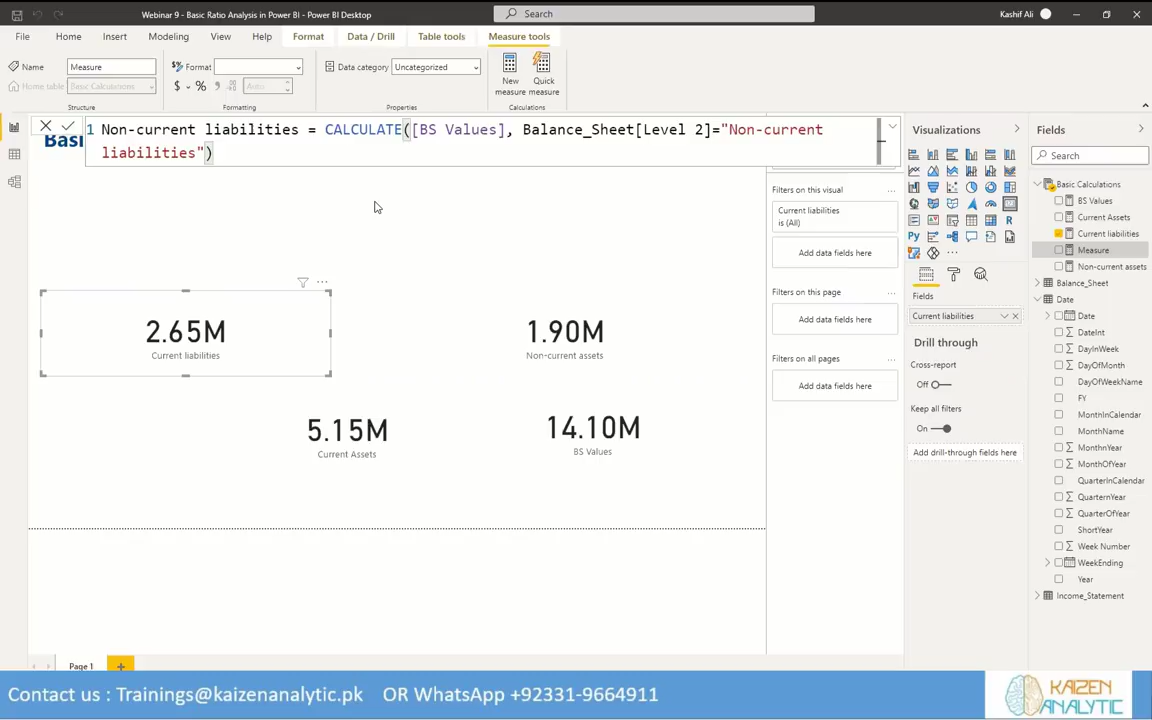 Webinar 9 - Basic Ratio Analysis in Power BI - Power BI Desktop
Search
Kashif Ali
File
Home
Insert
Modeling
View
Help
Format
Data / Drill
Table tools
Measure tools
Name
Measure
Format
Data category
Uncategorized
Home table
Basic Calculations
$
%
Auto
New measure
Quick measure
Structure
Formatting
Properties
Calculations
1 Non-current liabilities = CALCULATE([BS Values], Balance_Sheet[Level 2]="Non-current
liabilities")
Basi
2.65M
Current liabilities
1.90M
Non-current assets
5.15M
Current Assets
14.10M
BS Values
Filters on this visual
Current liabilities
is (All)
Add data fields here
Filters on this page
Add data fields here
Filters on all pages
Add data fields here
Visualizations
Fields
Current liabilities
Drill through
Cross-report
Off
Keep all filters
On
Add drill-through fields here
Fields
Search
Basic Calculations
BS Values
Current Assets
Current liabilities
Measure
Non-current assets
Balance_Sheet
Date
Date
DateInt
DayInWeek
DayOfMonth
DayOfWeekName
FY
MonthInCalendar
MonthName
MonthnYear
MonthOfYear
QuarterInCalendar
QuarternYear
QuarterOfYear
ShortYear
Week Number
WeekEnding
Year
Income_Statement
Page 1
Contact us : Trainings@kaizenanalytic.pk OR WhatsApp +92331-9664911
KAIZEN
ANALYTIC